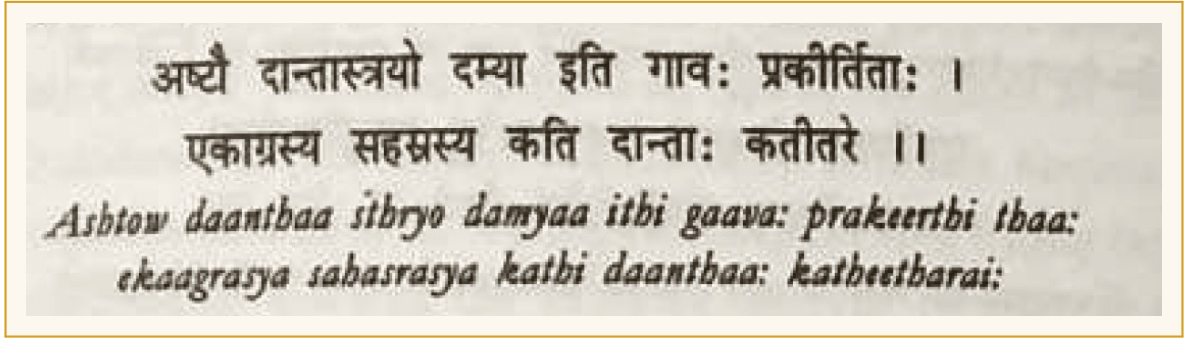 अष्टौ दान्तास्त्रयो दम्या इति गावः प्रकीर्तिताः ।
एकाग्रस्य सहस्रस्य कति दान्ताः कतीतरे ।।
Ashtow daanthaa sthryo damyaa ithi gaava: prakeerthi thaa:
ekaagrasya sahasrasya kathi daanthaa: katheetharai: